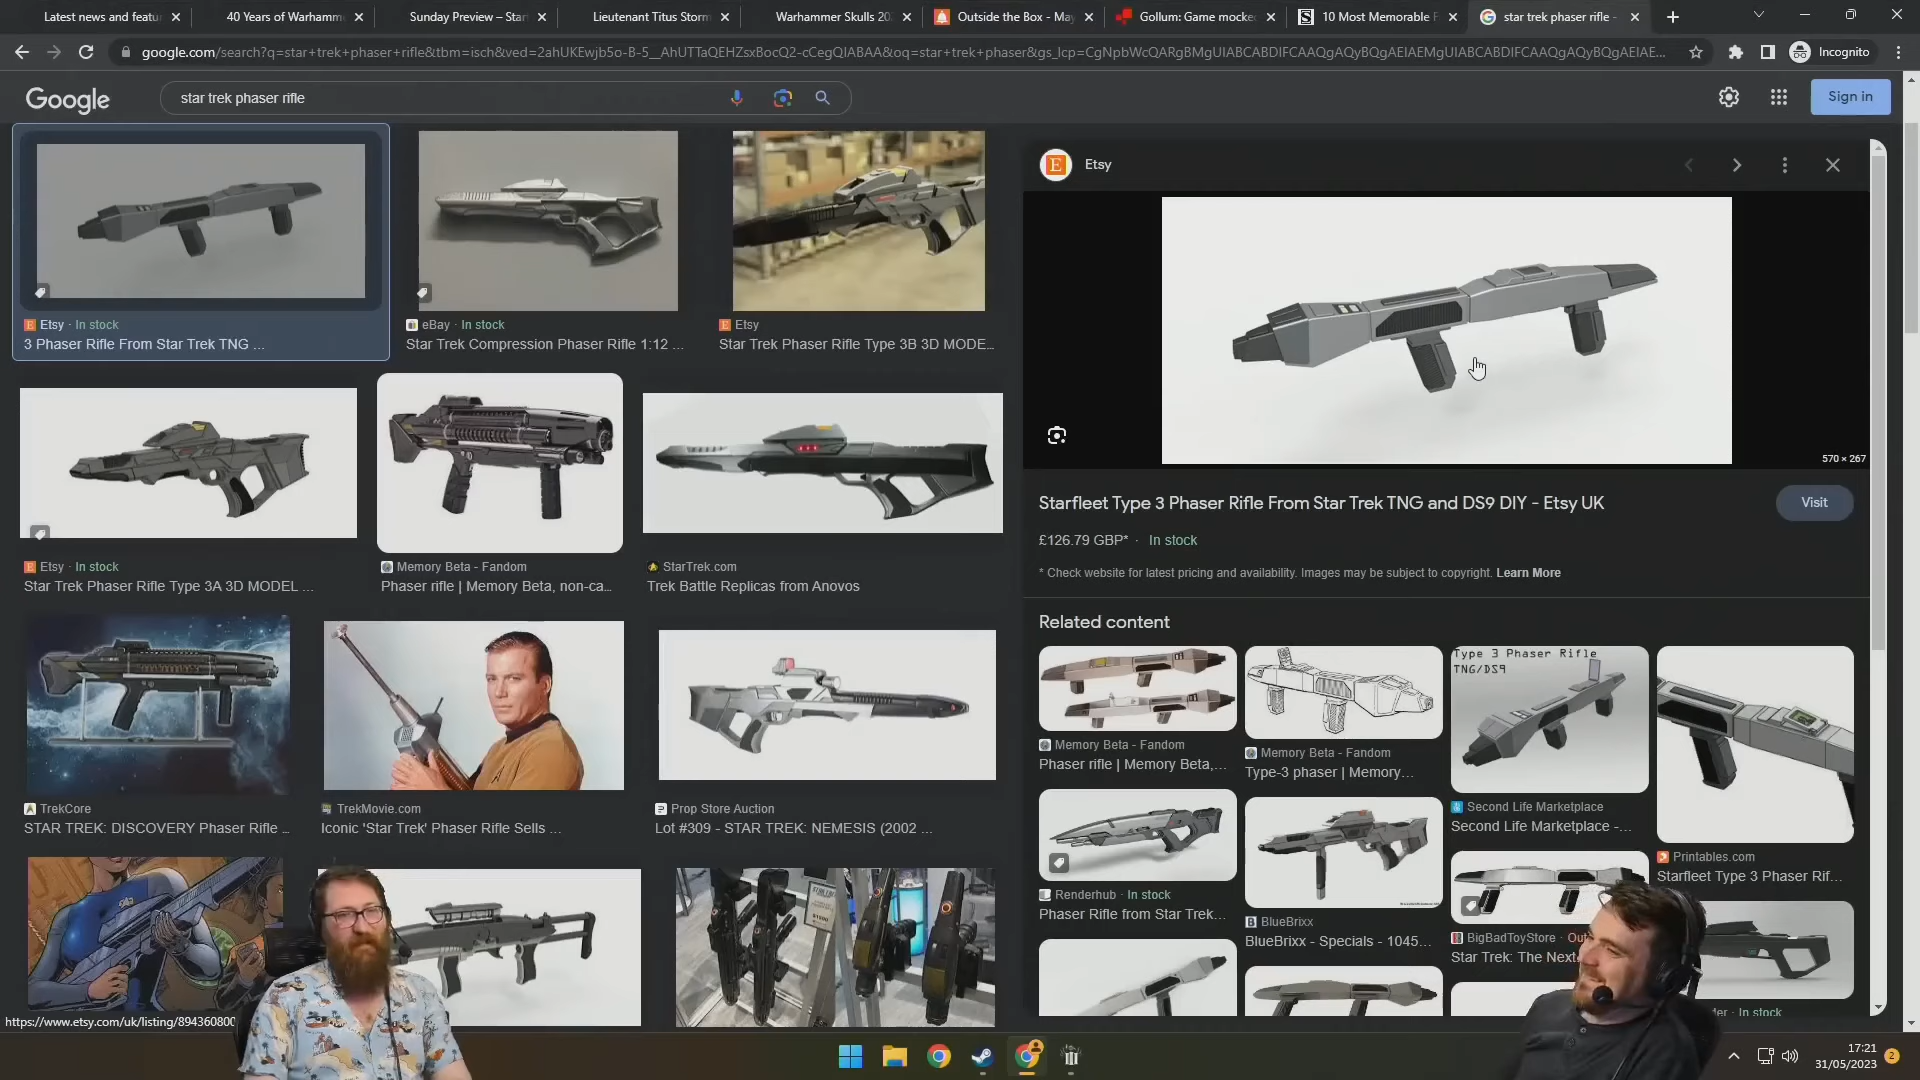 Latest news and featu
40 Years of Warhamme
Sunday Preview – Star
Lieutenant Titus Storm
Warhammer Skulls 202
Outside the Box - May
Gollum: Game mocked
10 Most Memorable F
star trek phaser rifle -
google.com/search?q=star+trek+phaser+rifle&tbm=isch&ved=2ahUKEwjb5o-B-5__AhUTTaQEHZsxBocQ2-cCegQIABAA&oq=star+trek+phaser&gs_lcp=CgNpbWcQARgBMgUIABCABDIFCAAQgAQyBQgAEIAEMgUIABCABDIFCAAQgAQyBQgAEIAE...
Incognito
Google
star trek phaser rifle
Sign in
Etsy · In stock
3 Phaser Rifle From Star Trek TNG ...
eBay · In stock
Star Trek Compression Phaser Rifle 1:12 ...
Etsy
Star Trek Phaser Rifle Type 3B 3D MODE...
Etsy · In stock
Star Trek Phaser Rifle Type 3A 3D MODEL ...
Memory Beta - Fandom
Phaser rifle | Memory Beta, non-ca...
StarTrek.com
Trek Battle Replicas from Anovos
TrekCore
STAR TREK: DISCOVERY Phaser Rifle ...
TrekMovie.com
Iconic 'Star Trek' Phaser Rifle Sells ...
Prop Store Auction
Lot #309 - STAR TREK: NEMESIS (2002 ...
https://www.etsy.com/uk/listing/894360800
Etsy
570 × 267
Starfleet Type 3 Phaser Rifle From Star Trek TNG and DS9 DIY - Etsy UK
Visit
£126.79 GBP* · In stock
* Check website for latest pricing and availability. Images may be subject to copyright. Learn More
Related content
Memory Beta - Fandom
Phaser rifle | Memory Beta,...
Memory Beta - Fandom
Type-3 phaser | Memory...
Type 3 Phaser Rifle
TNG/DS9
Second Life Marketplace
Second Life Marketplace -...
Printables.com
Starfleet Type 3 Phaser Rif...
Renderhub · In stock
Phaser Rifle from Star Trek...
BlueBrixx
BlueBrixx - Specials - 1045...
BigBadToyStore · Out
Star Trek: The Next
In stock
17:21
31/05/2023
2